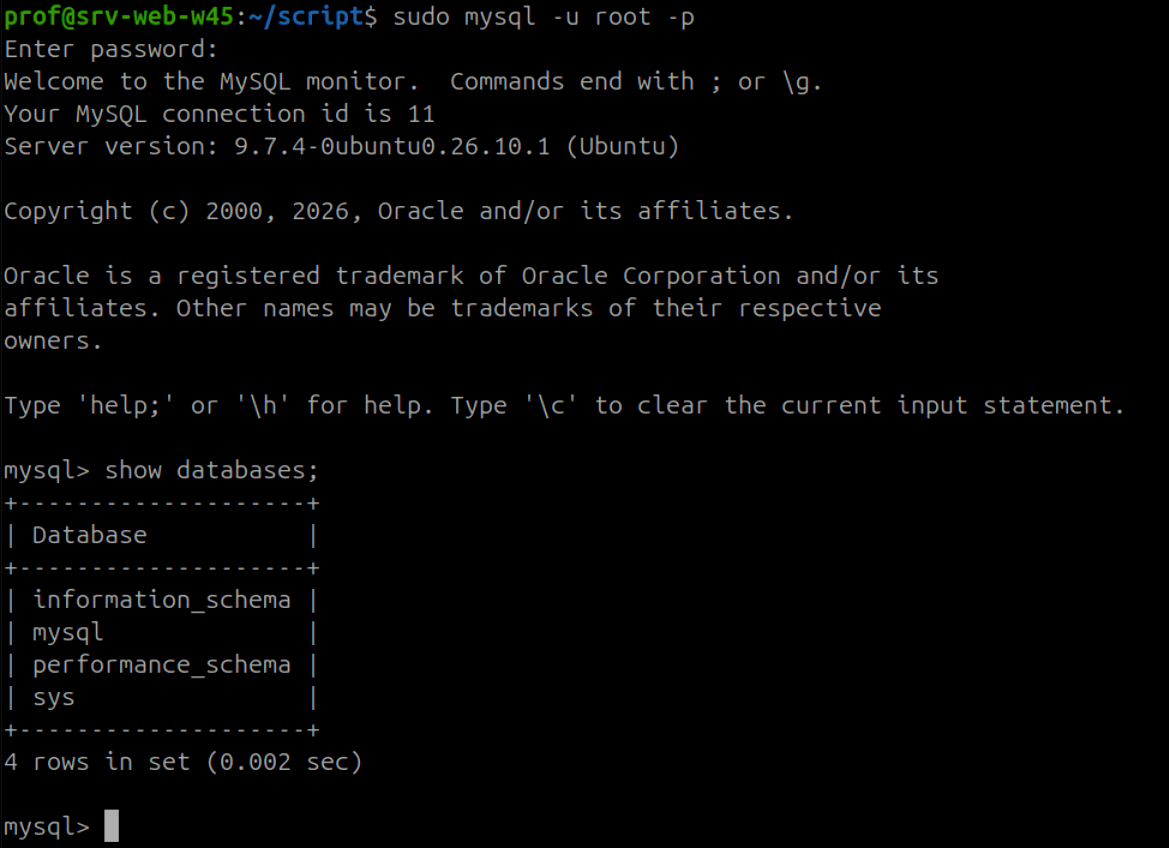 prof@srv-web-w45:~/script$ sudo mysql -u root -p
Enter password:
Welcome to the MySQL monitor.  Commands end with ; or \g.
Your MySQL connection id is 11
Server version: 9.7.4-0ubuntu0.26.10.1 (Ubuntu)

Copyright (c) 2000, 2026, Oracle and/or its affiliates.

Oracle is a registered trademark of Oracle Corporation and/or its
affiliates. Other names may be trademarks of their respective
owners.

Type 'help;' or '\h' for help. Type '\c' to clear the current input statement.

mysql> show databases;
+--------------------+
| Database           |
+--------------------+
| information_schema |
| mysql              |
| performance_schema |
| sys                |
+--------------------+
4 rows in set (0.002 sec)

mysql>